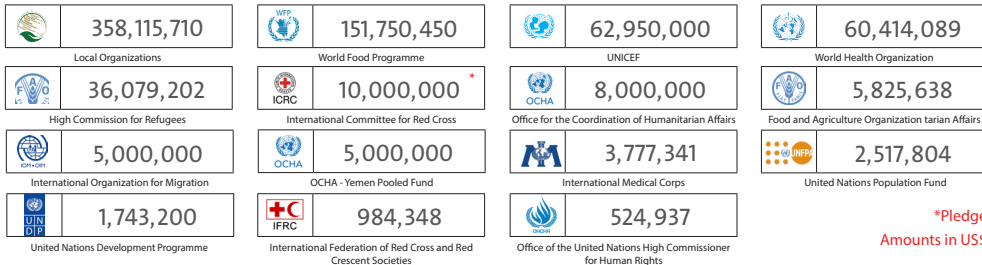 358,115,710
Local Organizations
WFP
151,750,450
World Food Programme
62,950,000
UNICEF
60,414,089
World Health Organization
FAO
36,079,202
High Commission for Refugees
ICRC
10,000,000 *
International Committee for Red Cross
OCHA
8,000,000
Office for the Coordination of Humanitarian Affairs
FAO
5,825,638
Food and Agriculture Organization tarian Affairs
IOM•OIM
5,000,000
International Organization for Migration
OCHA
5,000,000
OCHA - Yemen Pooled Fund
3,777,341
International Medical Corps
UNFPA
2,517,804
United Nations Population Fund
UN
DP
1,743,200
United Nations Development Programme
IFRC
984,348
International Federation of Red Cross and Red
Crescent Societies
OHCHR
524,937
Office of the United Nations High Commissioner
for Human Rights
*Pledge
Amounts in US$